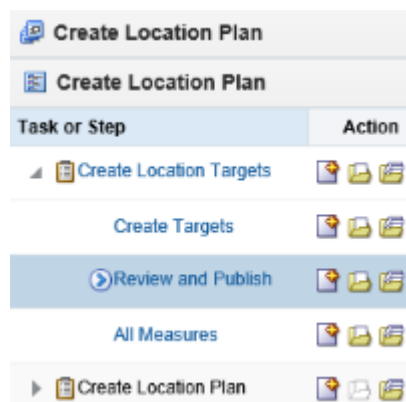 Create Location Plan
Create Location Plan
Task or Step Action
Create Location Targets
Create Targets
Review and Publish
All Measures
Create Location Plan